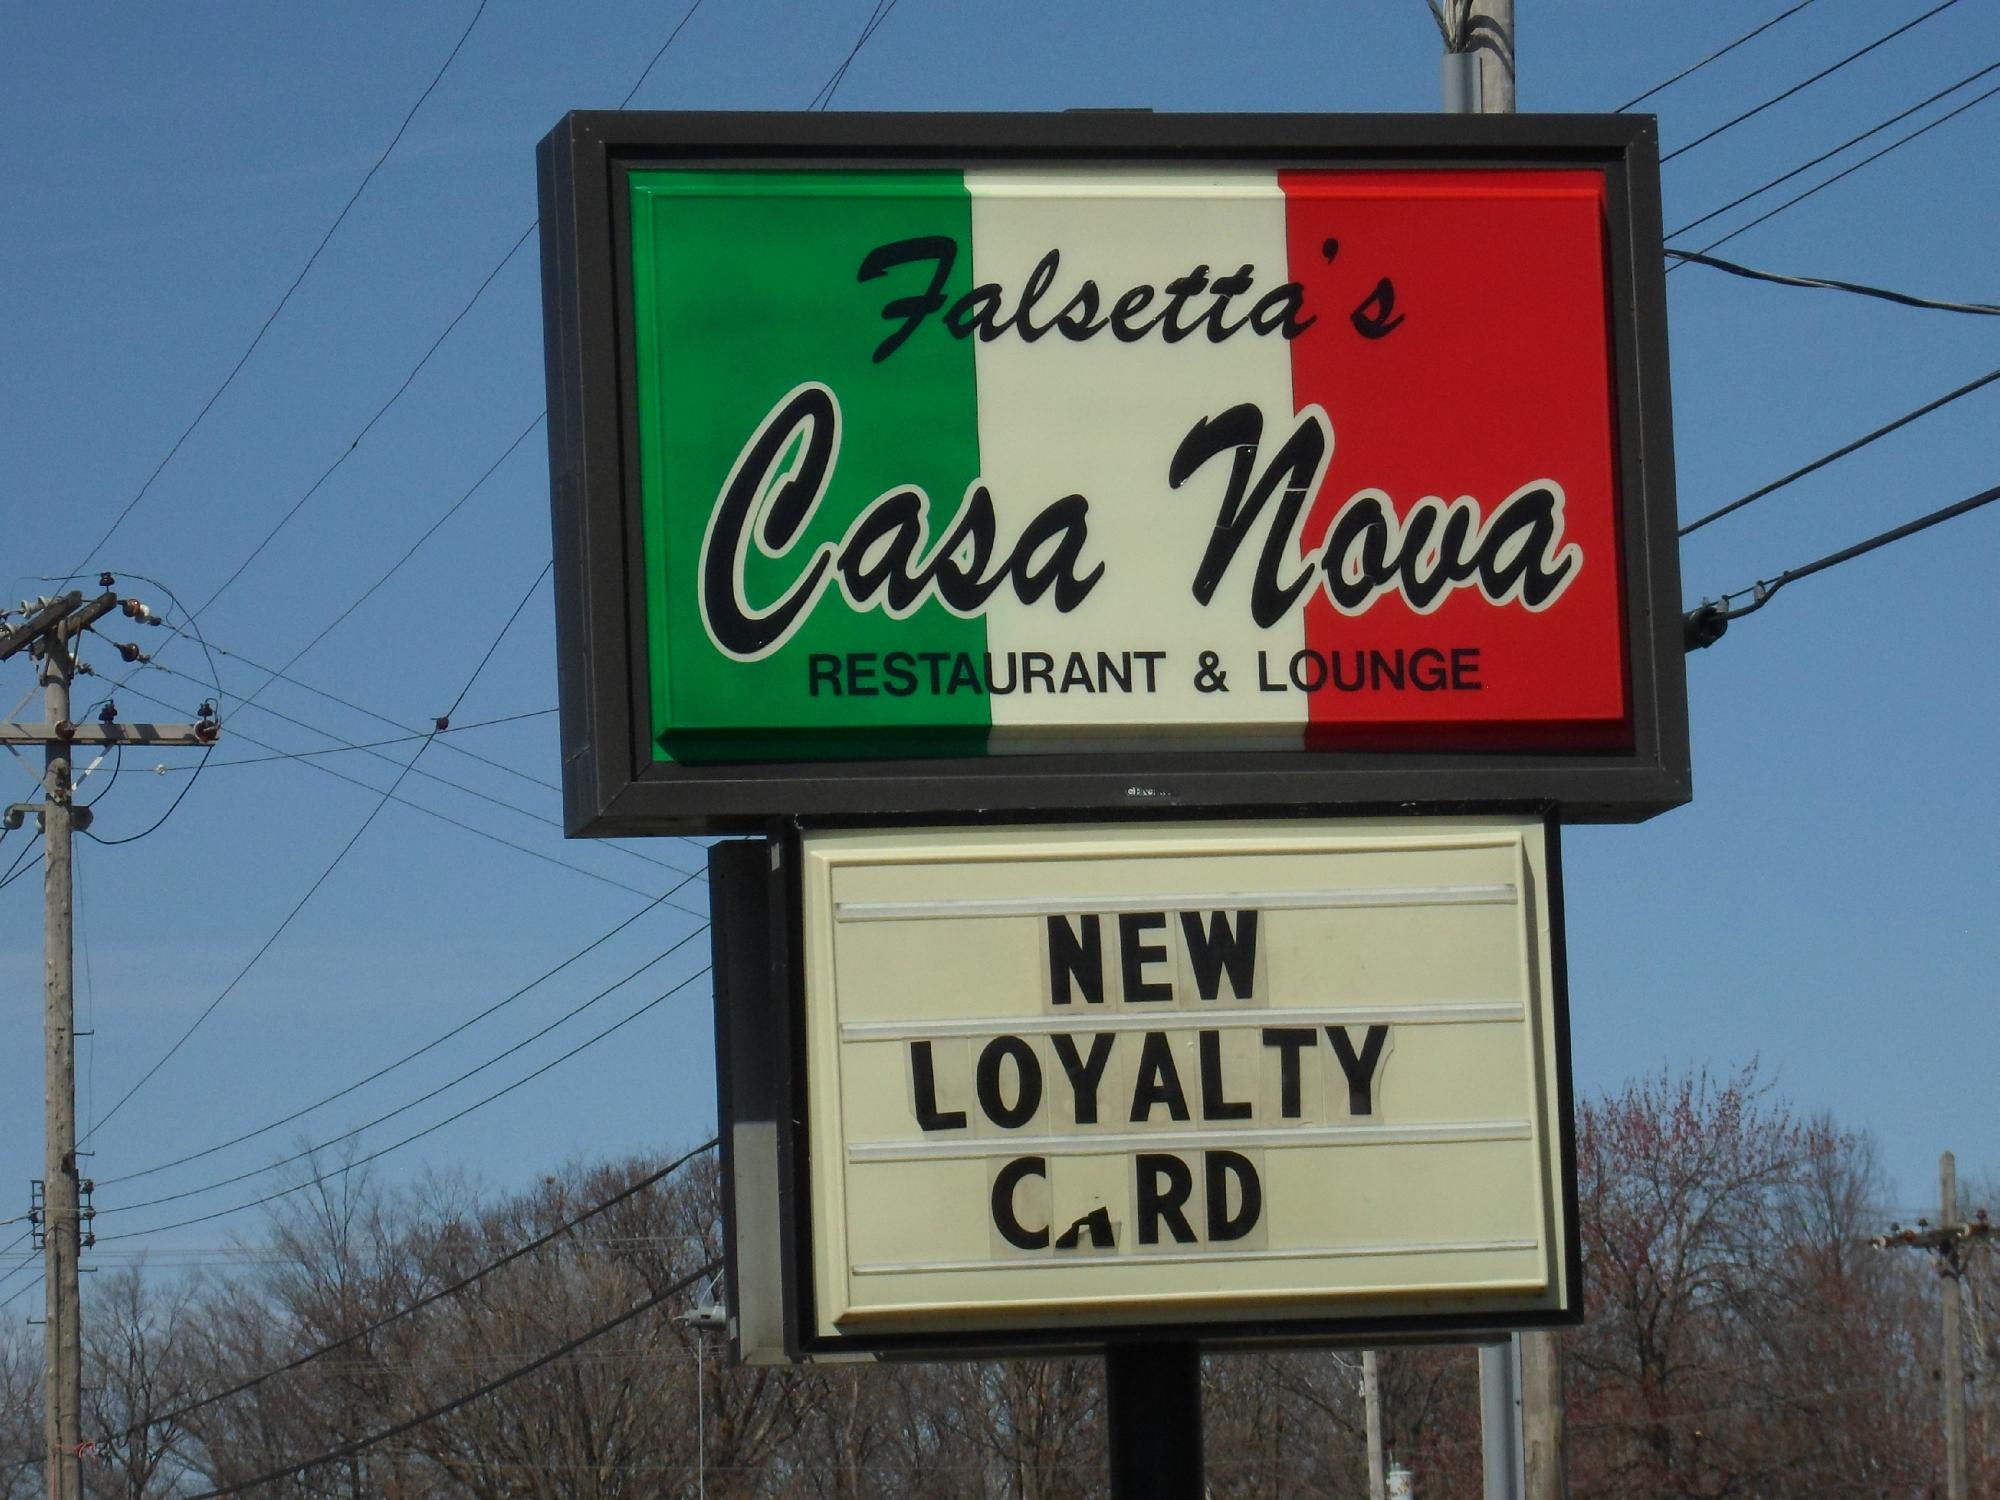 Falsetta's
Casa Nova
RESTAURANT & LOUNGE
NEW
LOYALTY
CARD